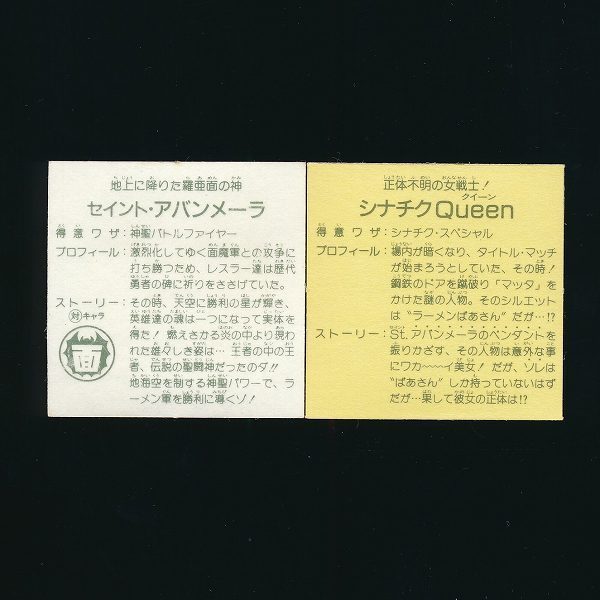 地上に降りた羅亜面の神
セイント・アバンメーラ
得意ワザ：神聖バトルファイヤー
プロフィール：激烈化してゆく面魔軍との攻争に
打ち勝つため、レスラー達は歴代
勇者の碑に祈りをささげていた。
ストーリー：その時、天空に勝利の星が輝き、
英雄達の魂は一つになって実体を
得た！燃えさかる炎の中より現わ
れた雄々しき姿は…王者の中の王
者、伝説の聖闘神だったのダ!!
地海空を制する神聖パワーで、ラ
ーメン軍を勝利に導くゾ！
対キャラ
面
正体不明の女戦士！
クイーン
シナチクQueen
得意ワザ：シナチク・スペシャル
プロフィール：場内が暗くなり、タイトル・マッチ
が始まろうとしていた、その時！
鋼鉄のドアを蹴破り「マッタ」を
かけた謎の人物。そのシルエット
は“ラーメンばあさん”だが…!?
ストーリー：St.アバンメーラのペンダントを
振りかざす、その人物は意外な事
にワカ〜〜イ美女！だが、ソレは
“ばあさん”しか持っていないはず
だが…果して彼女の正体は!?